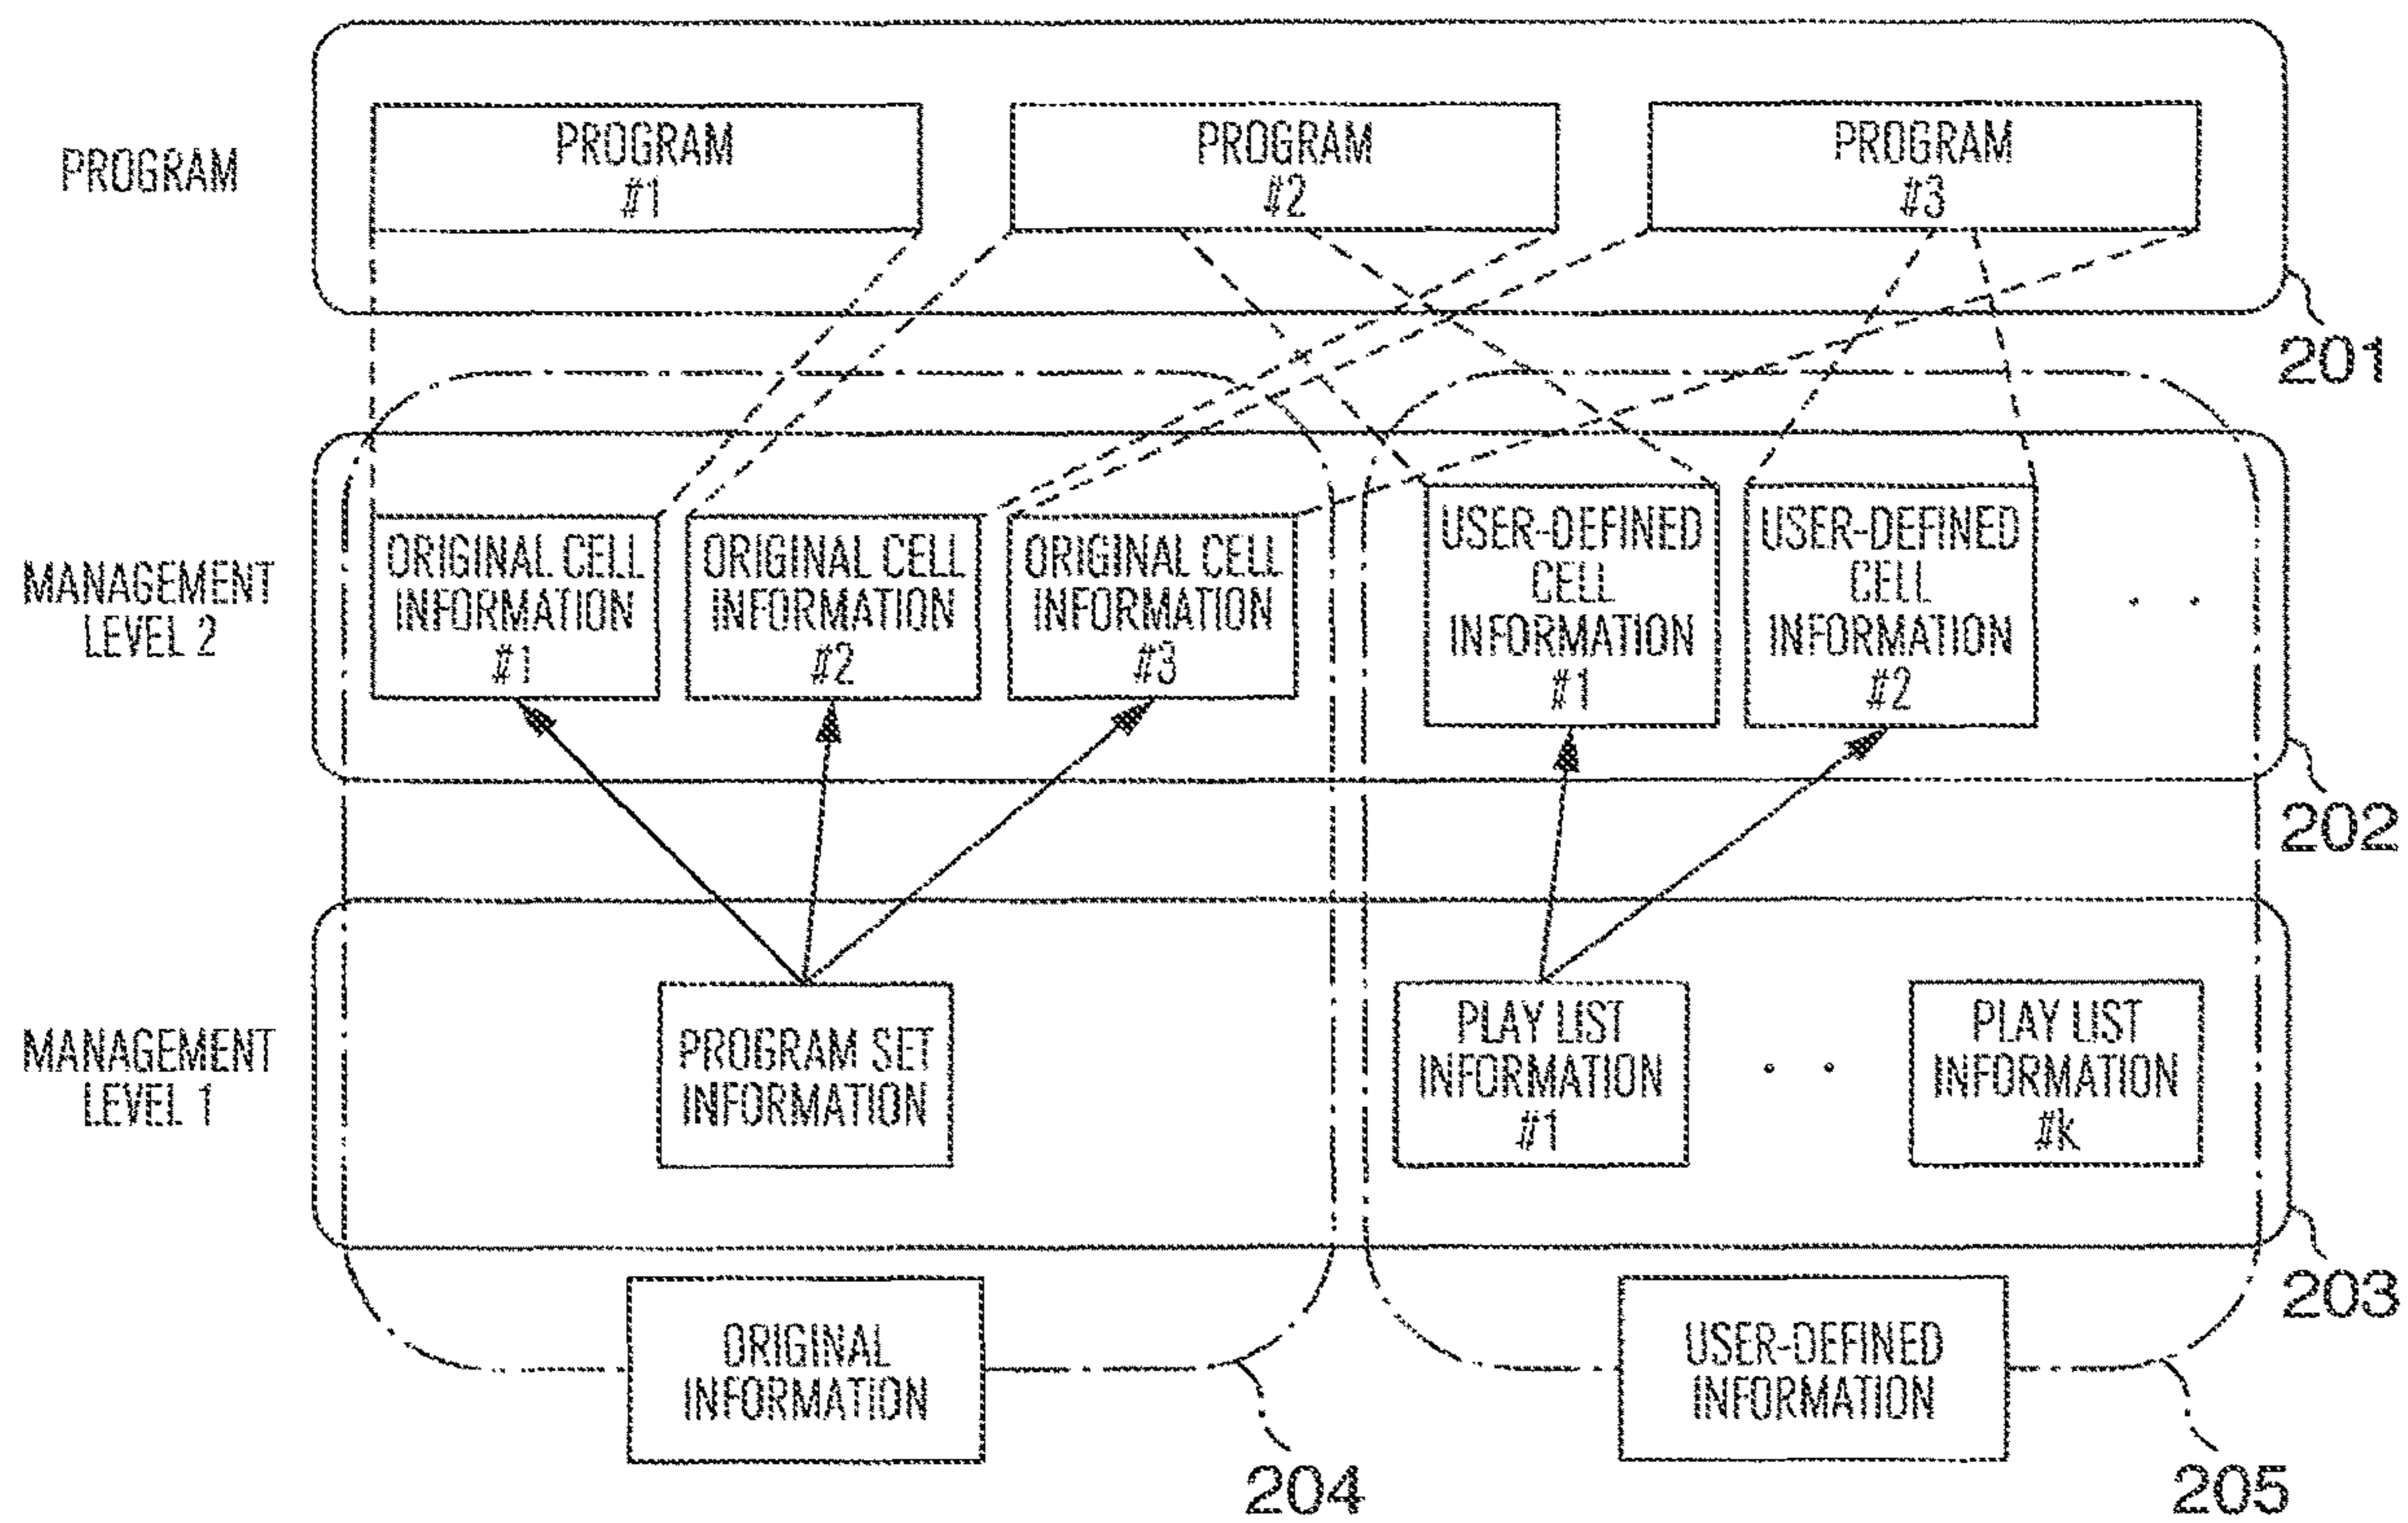 PROGRAM
PROGRAM
#1
PROGRAM
#2
PROGRAM
#3
201
MANAGEMENT
LEVEL 2
ORIGINAL CELL
INFORMATION
#1
ORIGINAL CELL
INFORMATION
#2
ORIGINAL CELL
INFORMATION
#3
USER-DEFINED
CELL
INFORMATION
#1
USER-DEFINED
CELL
INFORMATION
#2
. .
202
MANAGEMENT
LEVEL 1
PROGRAM SET
INFORMATION
PLAY LIST
INFORMATION
#1
. .
PLAY LIST
INFORMATION
#k
203
ORIGINAL
INFORMATION
204
USER-DEFINED
INFORMATION
205